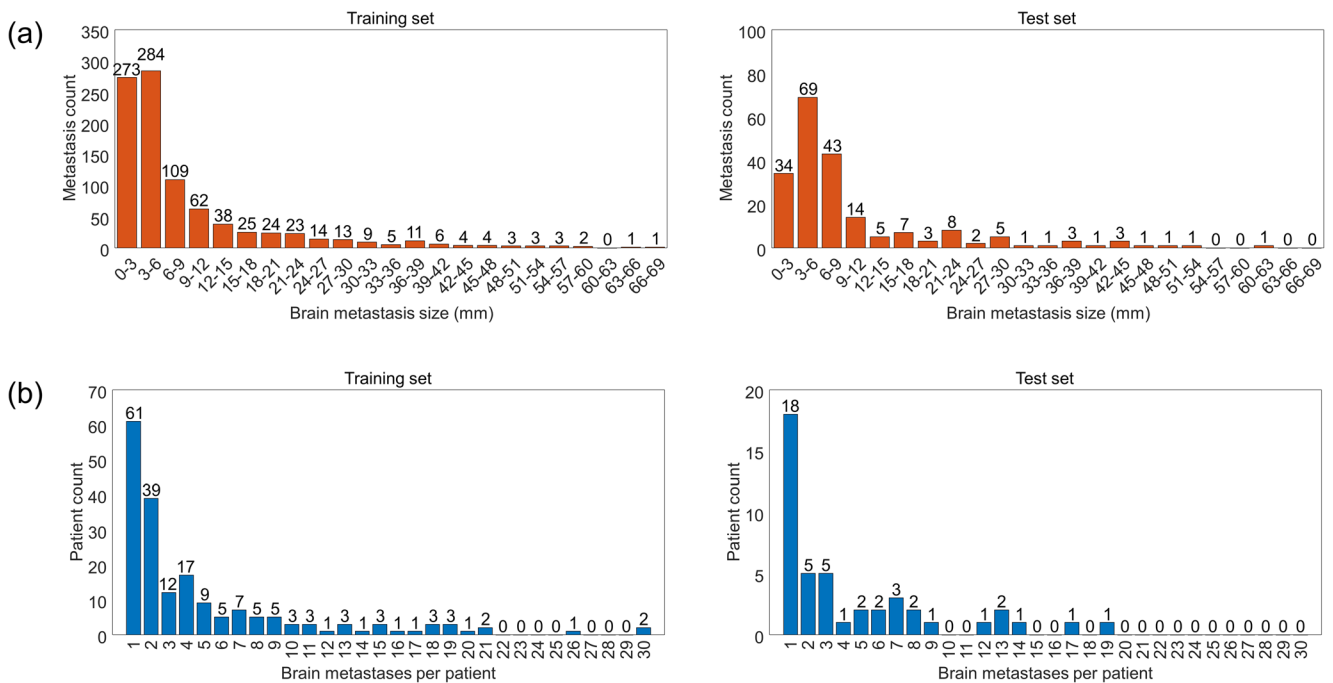 (a)
Training set
Metastasis count
350
300
250
200
150
100
50
0
273 284 109 62 38 25 24 23 14 13 9 5 11 6 4 4 3 3 3 2 0 1 1
0-3 3-6 6-9 9-12 12-15 15-18 18-21 21-24 24-27 27-30 30-33 33-36 36-39 39-42 42-45 45-48 48-51 51-54 54-57 57-60 60-63 63-66 66-69
Brain metastasis size (mm)
Test set
Metastasis count
100
80
60
40
20
0
34 69 43 14 5 7 3 8 2 5 1 1 3 1 3 1 1 1 0 0 1 0 0
0-3 3-6 6-9 9-12 12-15 15-18 18-21 21-24 24-27 27-30 30-33 33-36 36-39 39-42 42-45 45-48 48-51 51-54 54-57 57-60 60-63 63-66 66-69
Brain metastasis size (mm)
(b)
Training set
Patient count
70
60
50
40
30
20
10
0
61 39 12 17 9 5 7 5 5 3 3 1 3 1 3 1 1 3 3 1 2 0 0 0 0 1 0 0 0 2
1 2 3 4 5 6 7 8 9 10 11 12 13 14 15 16 17 18 19 20 21 22 23 24 25 26 27 28 29 30
Brain metastases per patient
Test set
Patient count
20
15
10
5
0
18 5 5 1 2 2 3 2 1 0 0 1 2 1 0 0 1 0 1 0 0 0 0 0 0 0 0 0 0 0
1 2 3 4 5 6 7 8 9 10 11 12 13 14 15 16 17 18 19 20 21 22 23 24 25 26 27 28 29 30
Brain metastases per patient